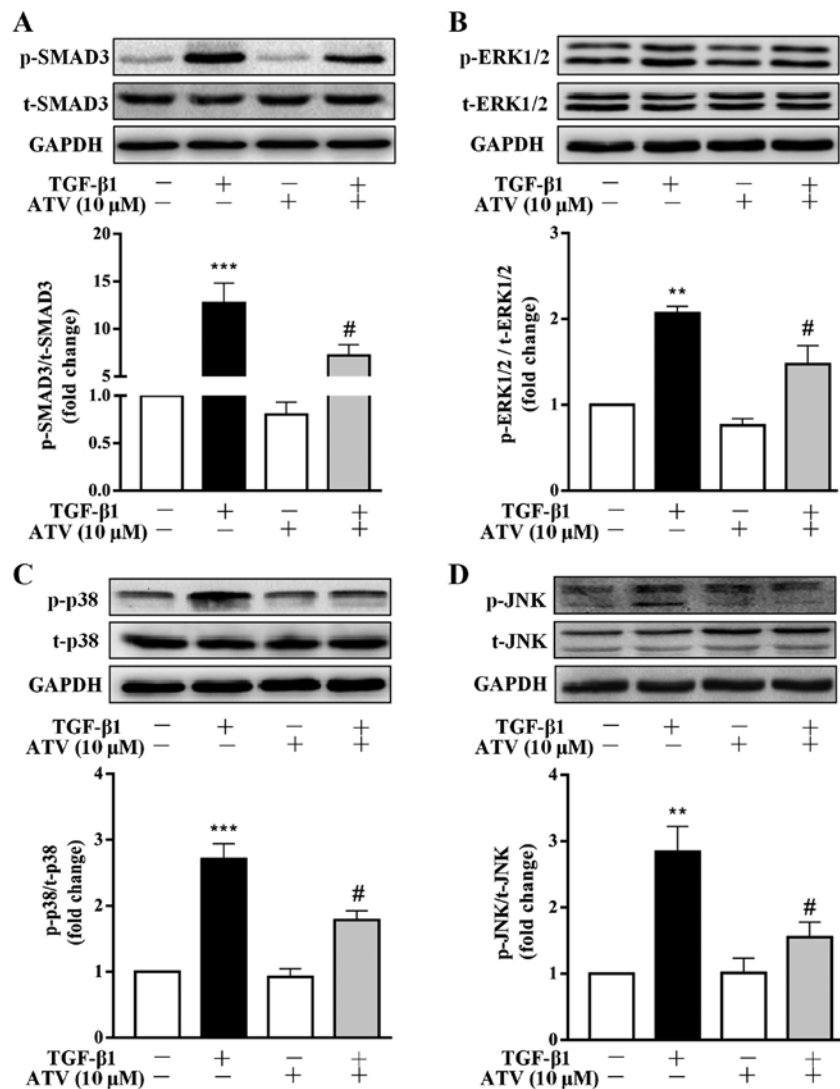 A
p-SMAD3
t-SMAD3
GAPDH
TGF-β1 — + — +
ATV (10 μM) — — + +
p-SMAD3/t-SMAD3
(fold change)
20
15
10
5
1.0
0.5
0.0
***
#
TGF-β1 — + — +
ATV (10 μM) — — + +
B
p-ERK1/2
t-ERK1/2
GAPDH
TGF-β1 — + — +
ATV (10 μM) — — + +
p-ERK1/2 / t-ERK1/2
(fold change)
3
2
1
0
**
#
TGF-β1 — + — +
ATV (10 μM) — — + +
C
p-p38
t-p38
GAPDH
TGF-β1 — + — +
ATV (10 μM) — — + +
p-p38/t-p38
(fold change)
4
3
2
1
0
***
#
TGF-β1 — + — +
ATV (10 μM) — — + +
D
p-JNK
t-JNK
GAPDH
TGF-β1 — + — +
ATV (10 μM) — — + +
p-JNK/t-JNK
(fold change)
4
3
2
1
0
**
#
TGF-β1 — + — +
ATV (10 μM) — — + +